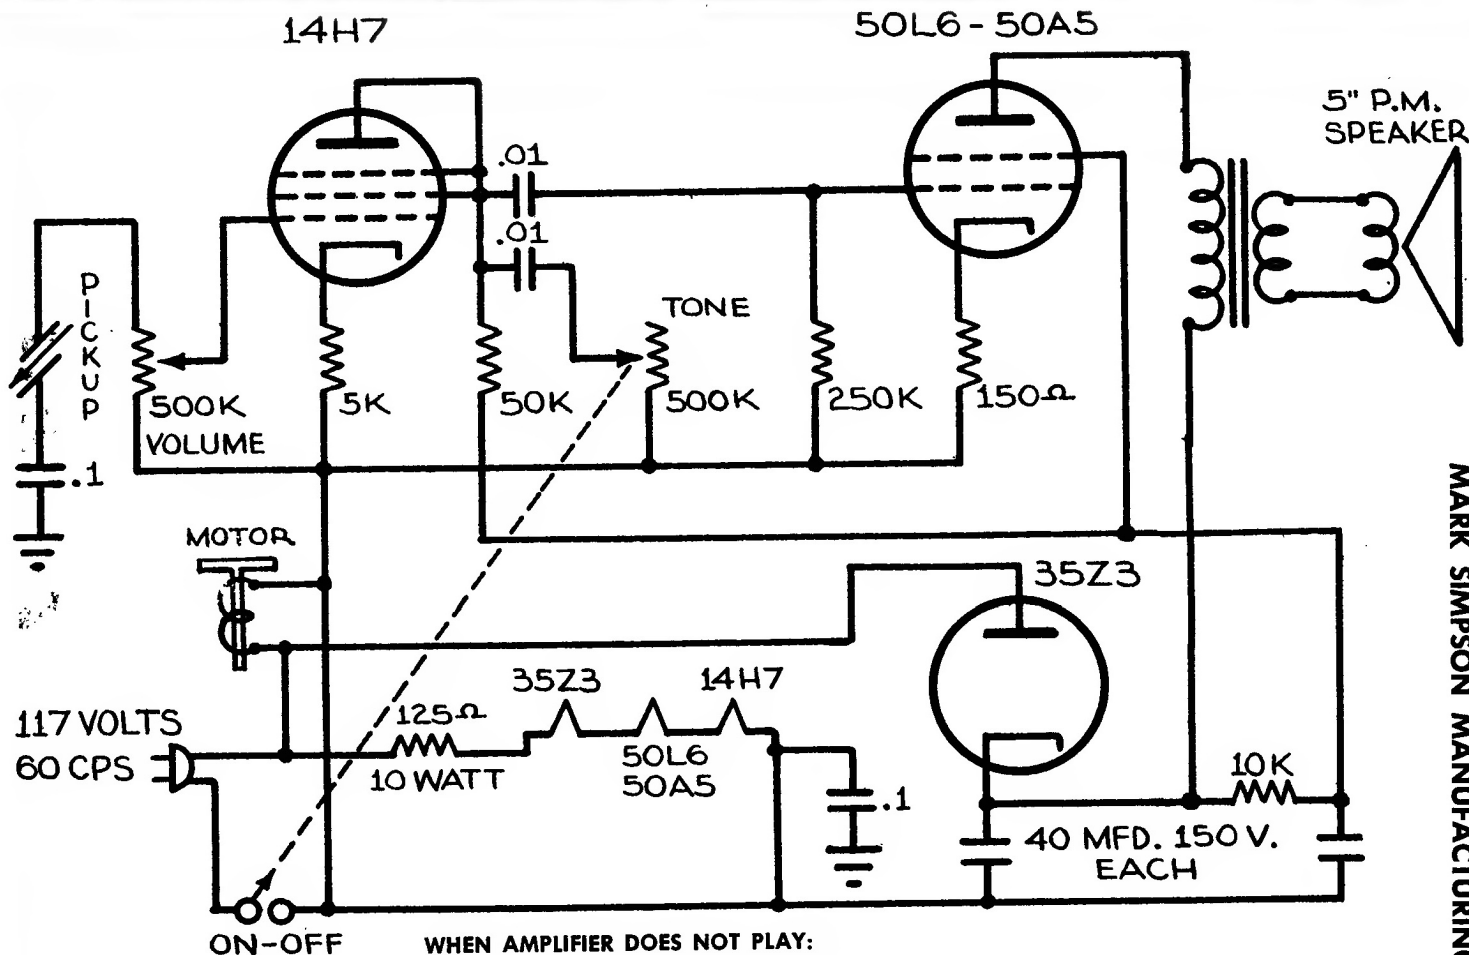 14H7
50L6 - 50A5
5" P.M.
SPEAKER
.01
.01
PICKUP
TONE
500K
VOLUME
5K
50K
500K
250K
150Ω
.1
MOTOR
35Z3
117 VOLTS
60 CPS
125Ω
10 WATT
35Z3
14H7
50L6
50A5
.1
10K
40 MFD. 150 V.
EACH
ON-OFF
WHEN AMPLIFIER DOES NOT PLAY:
MARK SIMPSON MANUFACTURING